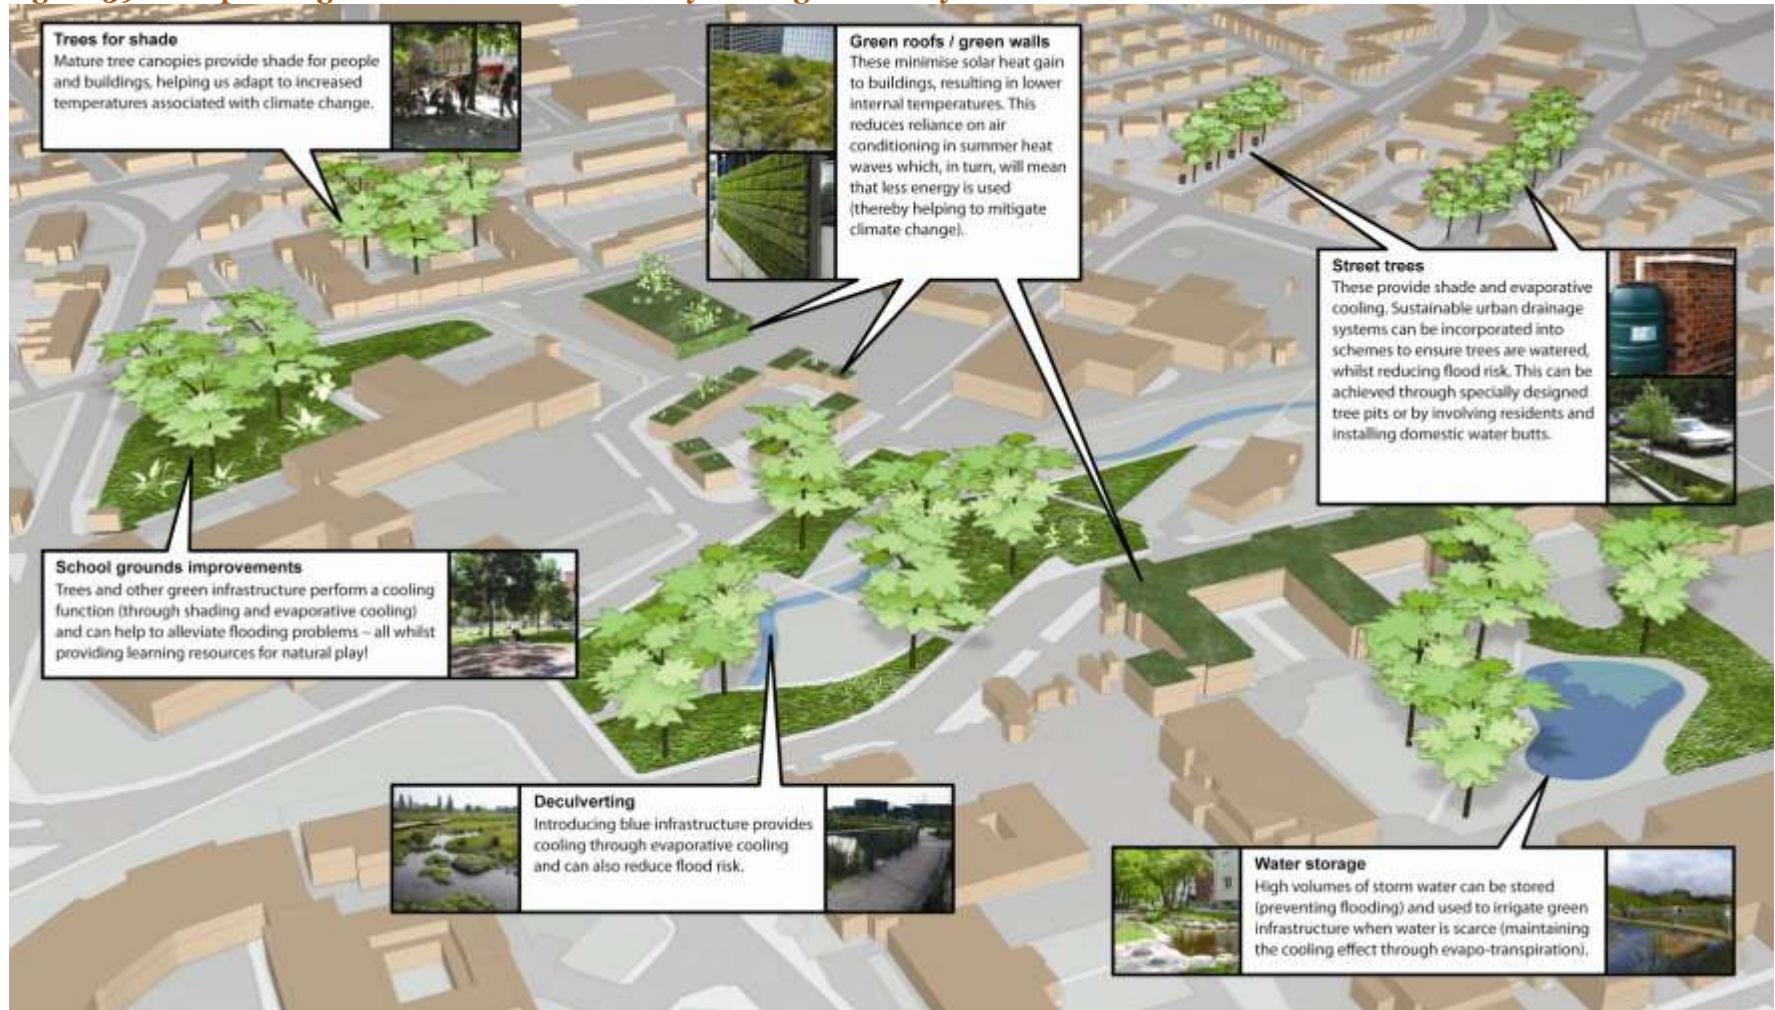 Trees for shade
Mature tree canopies provide shade for people
and buildings, helping us adapt to increased
temperatures associated with climate change.
Green roofs / green walls
These minimise solar heat gain
to buildings, resulting in lower
internal temperatures. This
reduces reliance on air
conditioning in summer heat
waves which, in turn, will mean
that less energy is used
(thereby helping to mitigate
climate change).
Street trees
These provide shade and evaporative
cooling. Sustainable urban drainage
systems can be incorporated into
schemes to ensure trees are watered,
whilst reducing flood risk. This can be
achieved through specially designed
tree pits or by involving residents and
installing domestic water butts.
School grounds improvements
Trees and other green infrastructure perform a cooling
function (through shading and evaporative cooling)
and can help to alleviate flooding problems – all whilst
providing learning resources for natural play!
Deculverting
Introducing blue infrastructure provides
cooling through evaporative cooling
and can also reduce flood risk.
Water storage
High volumes of storm water can be stored
(preventing flooding) and used to irrigate green
infrastructure when water is scarce (maintaining
the cooling effect through evapo-transpiration).